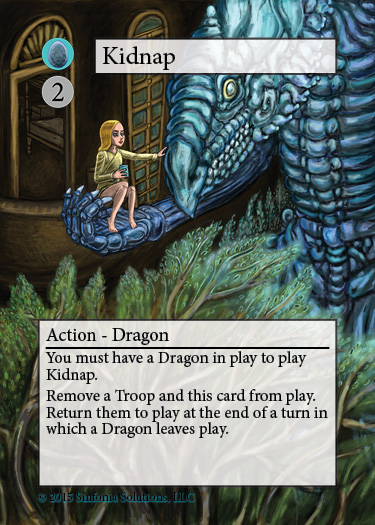 Kidnap
2
Action - Dragon
You must have a Dragon in play to play
Kidnap.
Remove a Troop and this card from play.
Return them to play at the end of a turn in
which a Dragon leaves play.
© 2015 Sinfonia Solutions, LLC